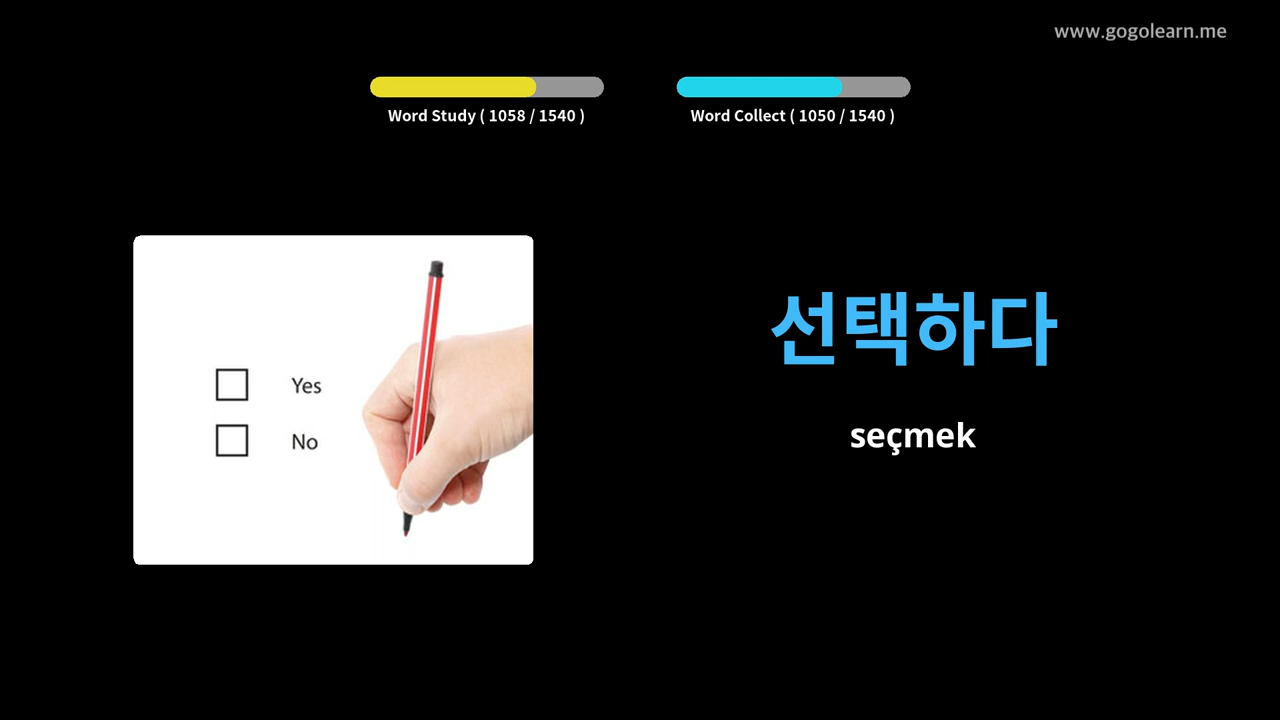 www.gogolearn.me
Word Study ( 1058 / 1540 )
Word Collect ( 1050 / 1540 )
Yes
No
선택하다
seçmek